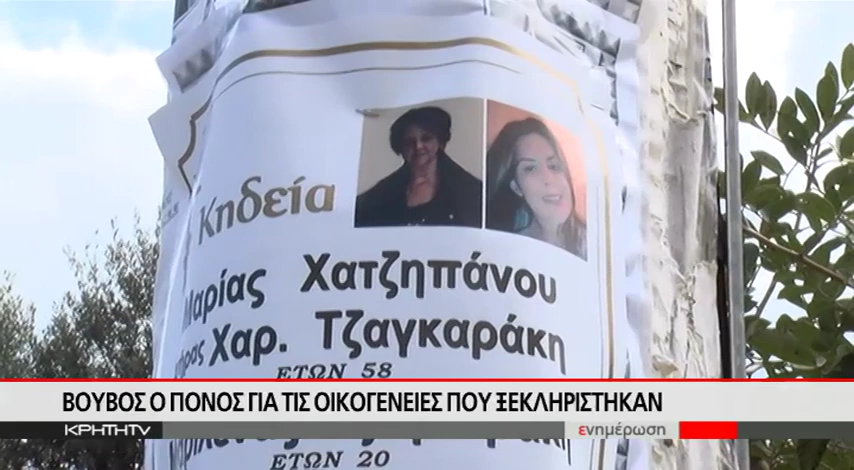 Κηδεία
Μαρίας Χατζηπάνου
Χαρ. Τζαγκαράκη
ΕΤΩΝ 58
ΒΟΥΒΟΣ Ο ΠΟΝΟΣ ΓΙΑ ΤΙΣ ΟΙΚΟΓΕΝΕΙΕΣ ΠΟΥ ΞΕΚΛΗΡΙΣΤΗΚΑΝ
ΚΡΗΤΗTV ενημέρωση
ΕΤΩΝ 20